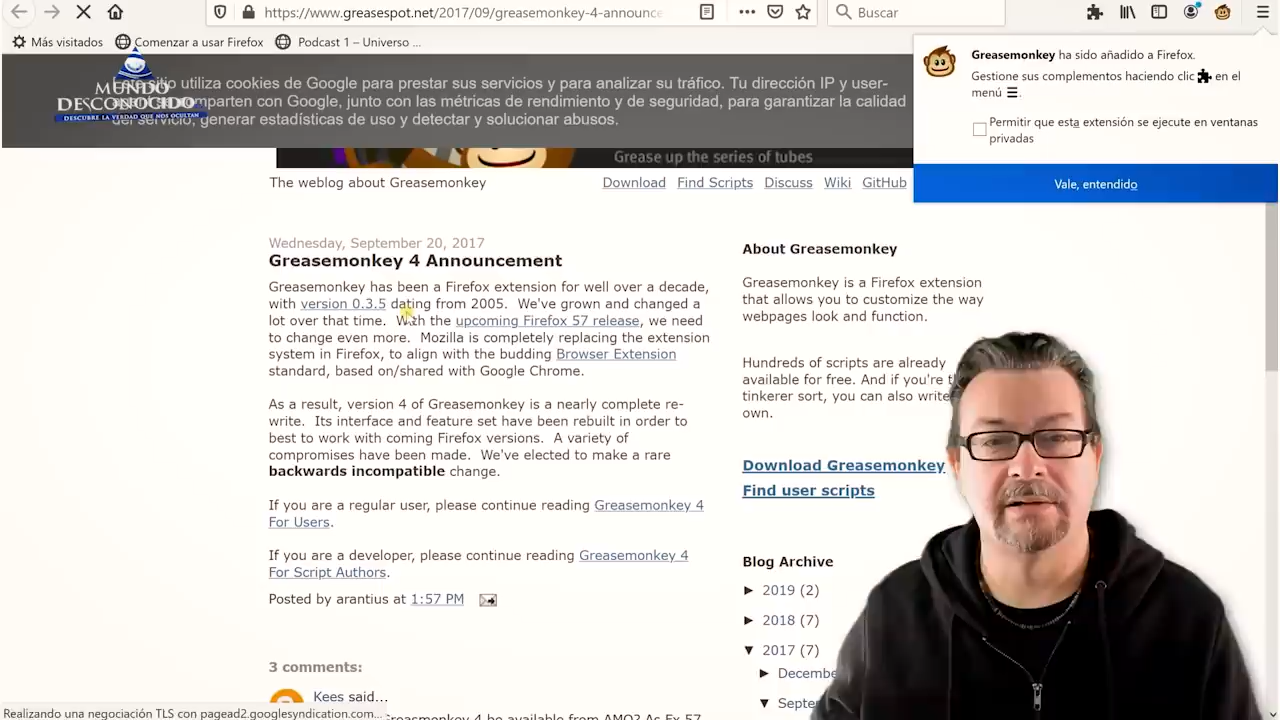 https://www.greasespot.net/2017/09/greasemonkey-4-announce
Buscar
Más visitados
Comenzar a usar Firefox
Podcast 1 – Universo ...
Greasemonkey ha sido añadido a Firefox.
Gestione sus complementos haciendo clic en el
menú
Permitir que esta extensión se ejecute en ventanas
privadas
Vale, entendido
sitio utiliza cookies de Google para prestar sus servicios y para analizar su tráfico. Tu dirección IP y user-
comparten con Google, junto con las métricas de rendimiento y de seguridad, para garantizar la calidad
del servicio, generar estadísticas de uso y detectar y solucionar abusos.
MUNDO
DESCONOCIDO
DESCUBRE LA VERDAD QUE NOS OCULTAN
Grease up the series of tubes
The weblog about Greasemonkey
Download Find Scripts Discuss Wiki GitHub
Wednesday, September 20, 2017
Greasemonkey 4 Announcement
Greasemonkey has been a Firefox extension for well over a decade,
with version 0.3.5 dating from 2005. We've grown and changed a
lot over that time. With the upcoming Firefox 57 release, we need
to change even more. Mozilla is completely replacing the extension
system in Firefox, to align with the budding Browser Extension
standard, based on/shared with Google Chrome.
As a result, version 4 of Greasemonkey is a nearly complete re-
write. Its interface and feature set have been rebuilt in order to
best to work with coming Firefox versions. A variety of
compromises have been made. We've elected to make a rare
backwards incompatible change.
If you are a regular user, please continue reading Greasemonkey 4
For Users.
If you are a developer, please continue reading Greasemonkey 4
For Script Authors.
Posted by arantius at 1:57 PM
3 comments:
Kees said...
Greasmonkey 4 be available from AMO? As Ex 57
About Greasemonkey
Greasemonkey is a Firefox extension
that allows you to customize the way
webpages look and function.
Hundreds of scripts are already
available for free. And if you're t
tinkerer sort, you can also write
own.
Download Greasemonkey
Find user scripts
Blog Archive
► 2019 (2)
► 2018 (7)
▼ 2017 (7)
► Decembe
▼ Septe
Realizando una negociación TLS con pagead2.googlesyndication.com...